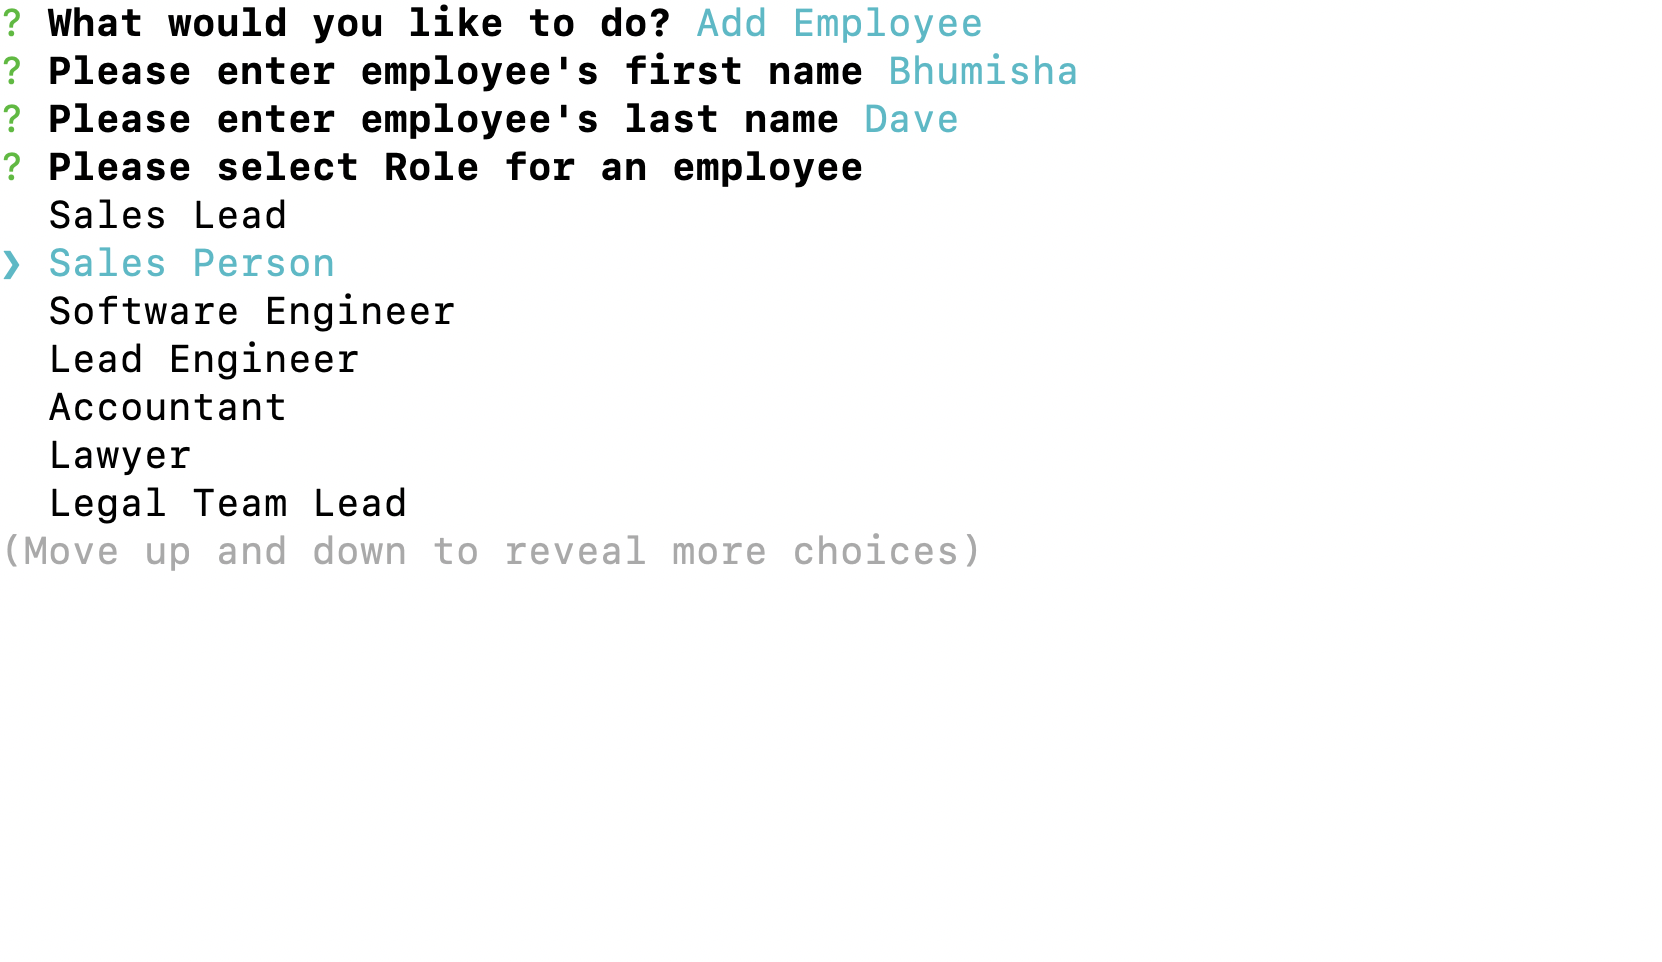 ? What would you like to do? Add Employee
? Please enter employee's first name Bhumisha
? Please enter employee's last name Dave
? Please select Role for an employee
  Sales Lead
❯ Sales Person
  Software Engineer
  Lead Engineer
  Accountant
  Lawyer
  Legal Team Lead
(Move up and down to reveal more choices)